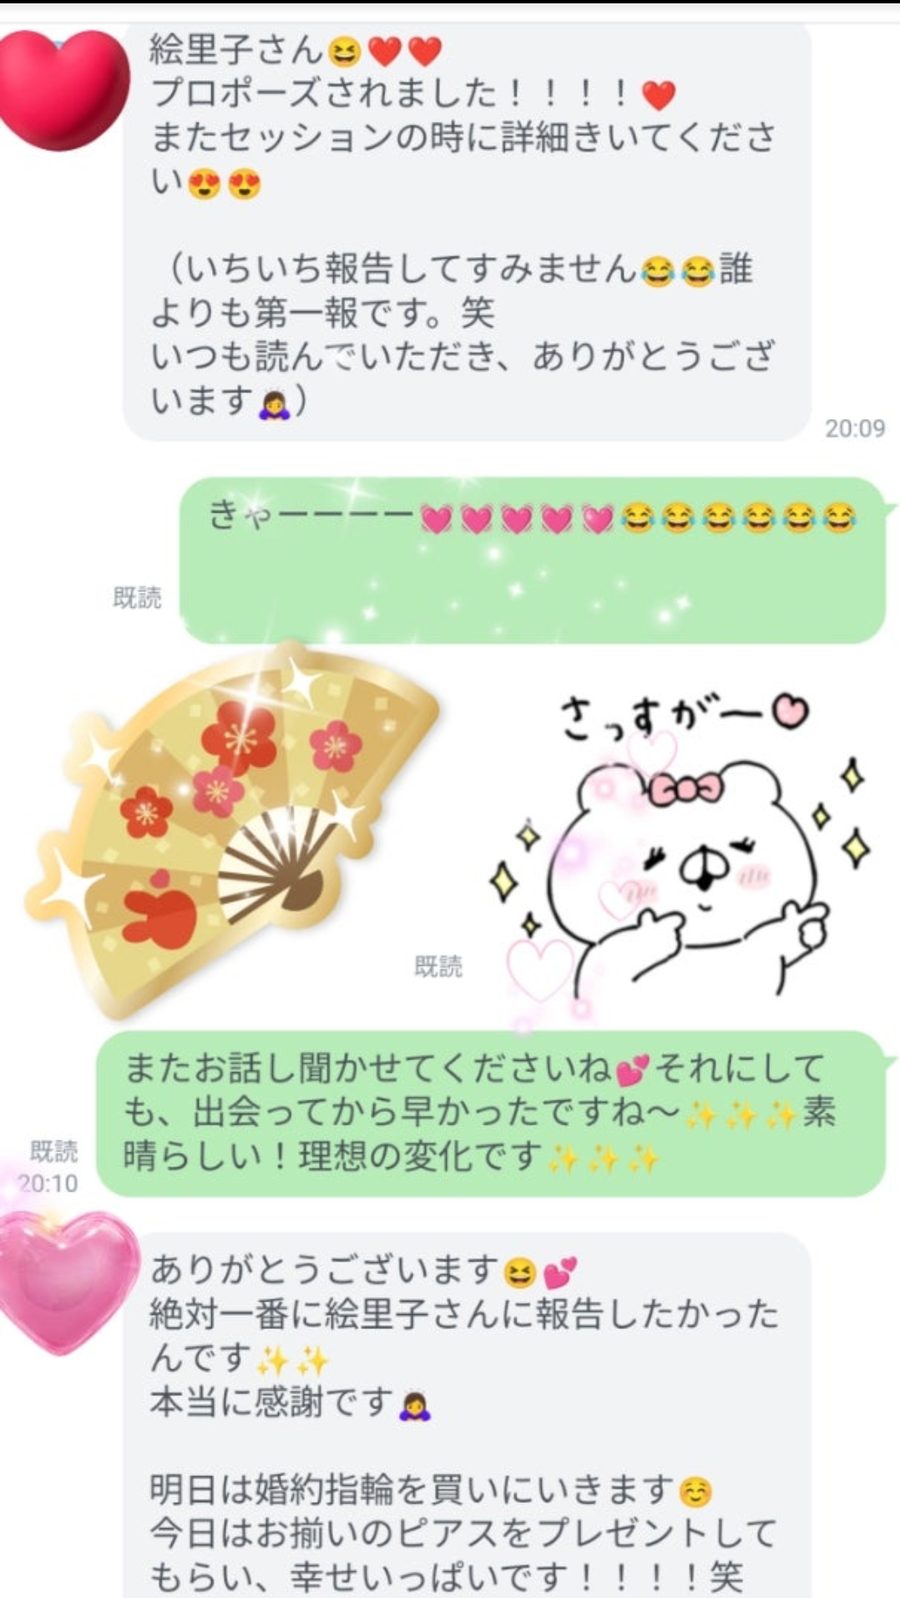 絵里子さん😆❤️❤️
プロポーズされました！！！！❤️
またセッションの時に詳細きいてくださ
い😍😍
（いちいち報告してすみません😂😂誰
よりも第一報です。笑
いつも読んでいただき、ありがとうござ
います🙇‍♀️）
20:09
きゃーーーー💓💓💓💓💓😂😂😂😂😂😂
既読
さっすがー♡
既読
またお話し聞かせてくださいね💕それにして
も、出会ってから早かったですね〜✨✨✨素
晴らしい！理想の変化です✨✨✨
既読
20:10
ありがとうございます😆💕
絶対一番に絵里子さんに報告したかった
んです✨✨
本当に感謝です🙇‍♀️
明日は婚約指輪を買いにいきます☺️
今日はお揃いのピアスをプレゼントして
もらい、幸せいっぱいです！！！！笑